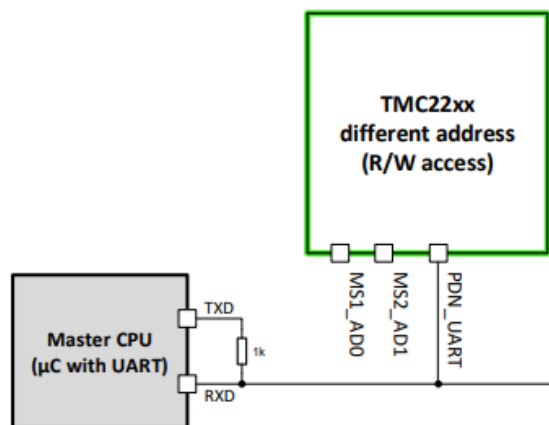 TMC22xx
different address
(R/W access)
MS1_AD0
MS2_AD1
PDN_UART
Master CPU
(µC with UART)
TXD
1k
RXD